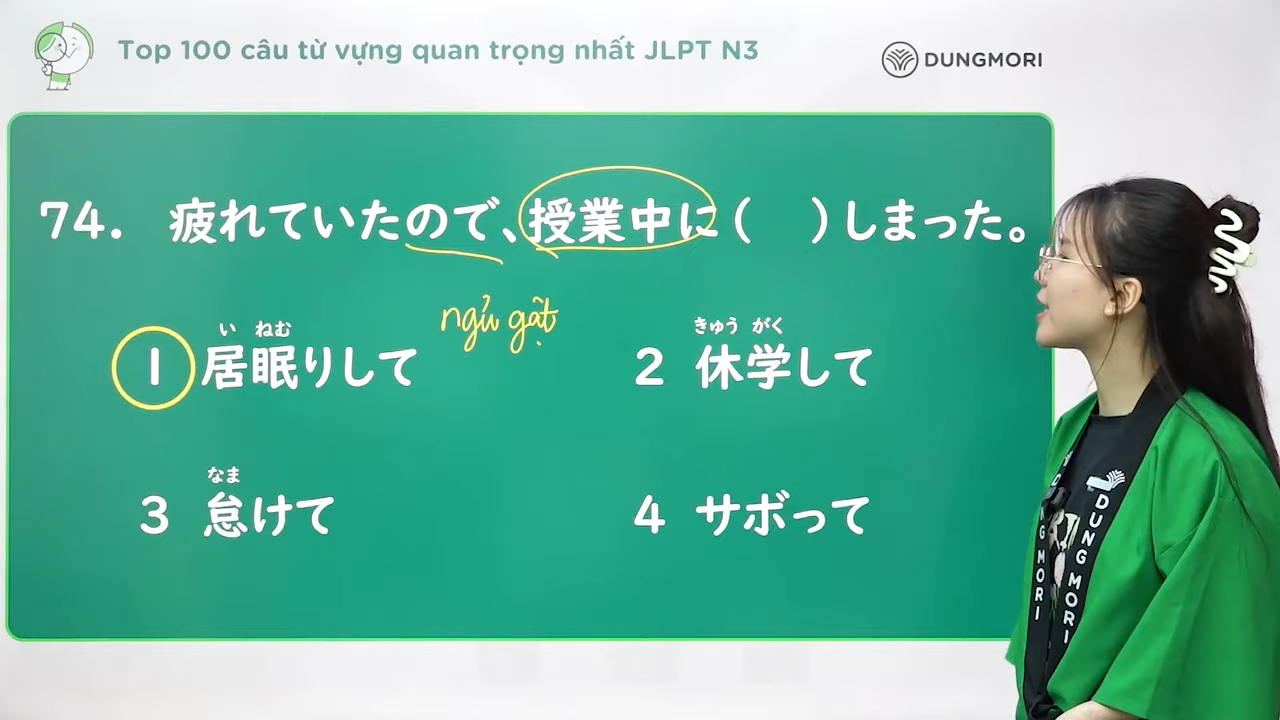 Top 100 câu từ vựng quan trọng nhất JLPT N3
DUNGMORI
74. 疲れていたので、授業中に（　）しまった。
ngủ gật
い ねむ
1 居眠りして
きゅう がく
2 休学して
なま
3 怠けて
4 サボって
DUNG MORI
DUNG MORI